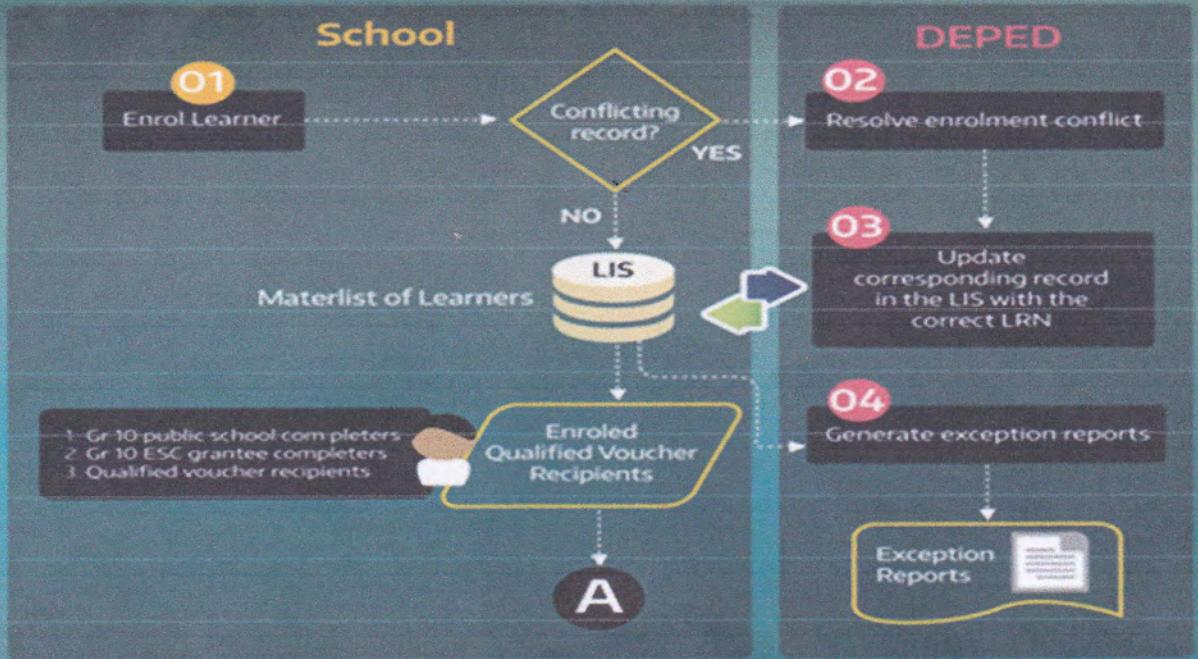 School
DEPED
01
Enrol Learner
Conflicting
record?
YES
NO
02
Resolve enrolment conflict
03
Update
corresponding record
in the LIS with the
correct LRN
LIS
Materlist of Learners
04
Generate exception reports
1 Gr 10 public school com pleters
2 Gr 10 ESC grantee completers
3 Qualified voucher recipients
Enroled
Qualified Voucher
Recipients
Exception
Reports
A